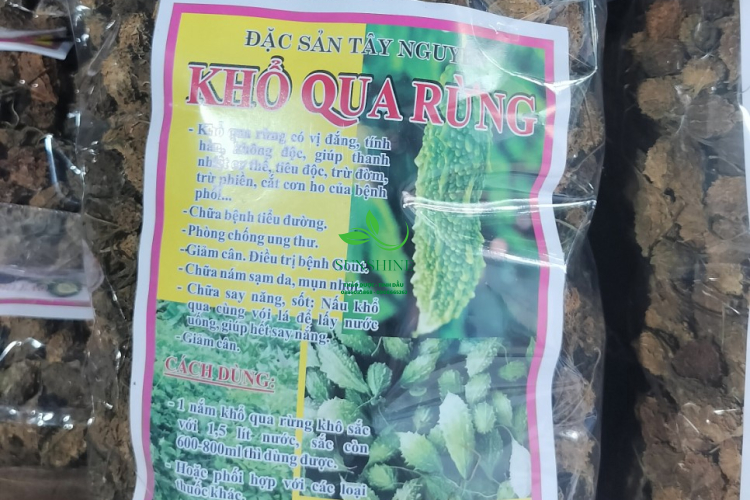 ĐẶC SẢN TÂY NGUY
KHỔ QUA RỪNG
- Khổ qua rừng có vị đắng, tính
hàn, không độc, giúp thanh
nhiệt cơ thể, tiêu độc, trừ đờm,
trừ phiền, cắt cơn ho của bệnh
phổi...
-Chữa bệnh tiểu đường.
-Phòng chống ung thư.
-Giảm cân. Điều trị bệnh Gout.
-Chữa nám sạm da, mụn nhọt.
- Chữa say nắng, sốt; Nấu khổ
qua cùng với lá để lấy nước
uống, giúp hết say nắng.
-Giảm cân.
SUNSHINE
CÁCH DÙNG:
- 1 nắm khổ qua rừng khô sắc
với 1,5 lít nước, sắc còn
600-800ml thì dùng được.
- Hoặc phối hợp với các loại
thuốc khác.